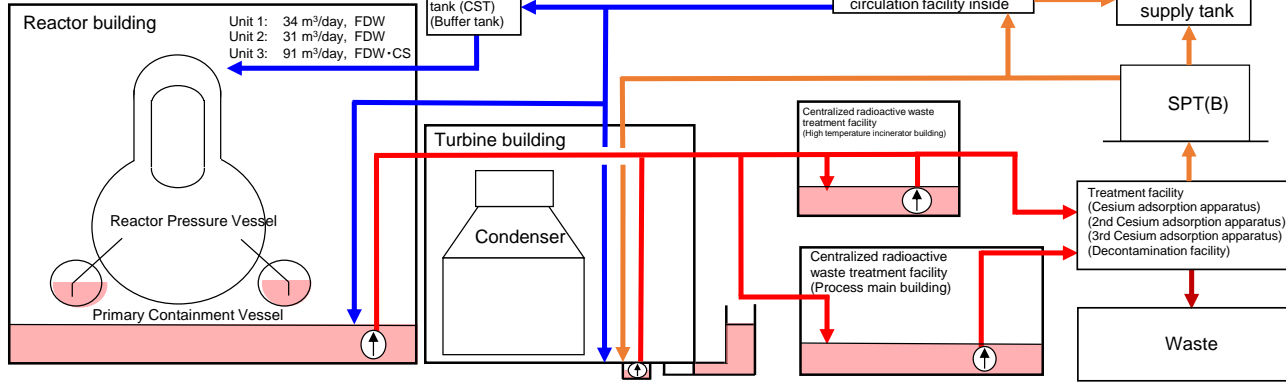 tank (CST)
(Buffer tank)
circulation facility inside
supply tank
Reactor building
Unit 1: 34 m³/day, FDW
Unit 2: 31 m³/day, FDW
Unit 3: 91 m³/day, FDW・CS
SPT(B)
Centralized radioactive waste
treatment facility
(High temperature incinerator building)
Turbine building
Treatment facility
(Cesium adsorption apparatus)
(2nd Cesium adsorption apparatus)
(3rd Cesium adsorption apparatus)
(Decontamination facility)
Reactor Pressure Vessel
Condenser
Centralized radioactive
waste treatment facility
(Process main building)
Primary Containment Vessel
Waste